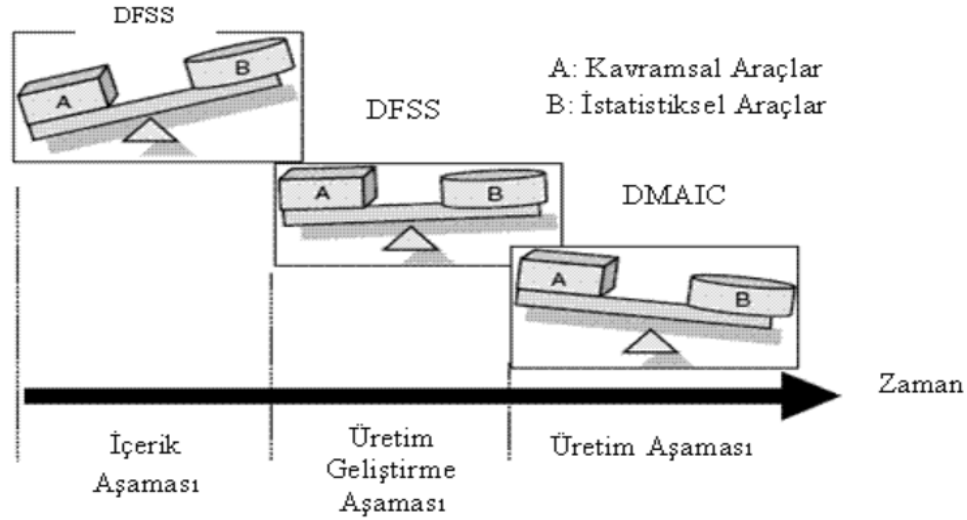 DFSS
A
B
A: Kavramsal Araçlar
B: İstatistiksel Araçlar
DFSS
A
B
DMAIC
A
B
Zaman
İçerik
Aşaması
Üretim
Geliştirme
Aşaması
Üretim Aşaması